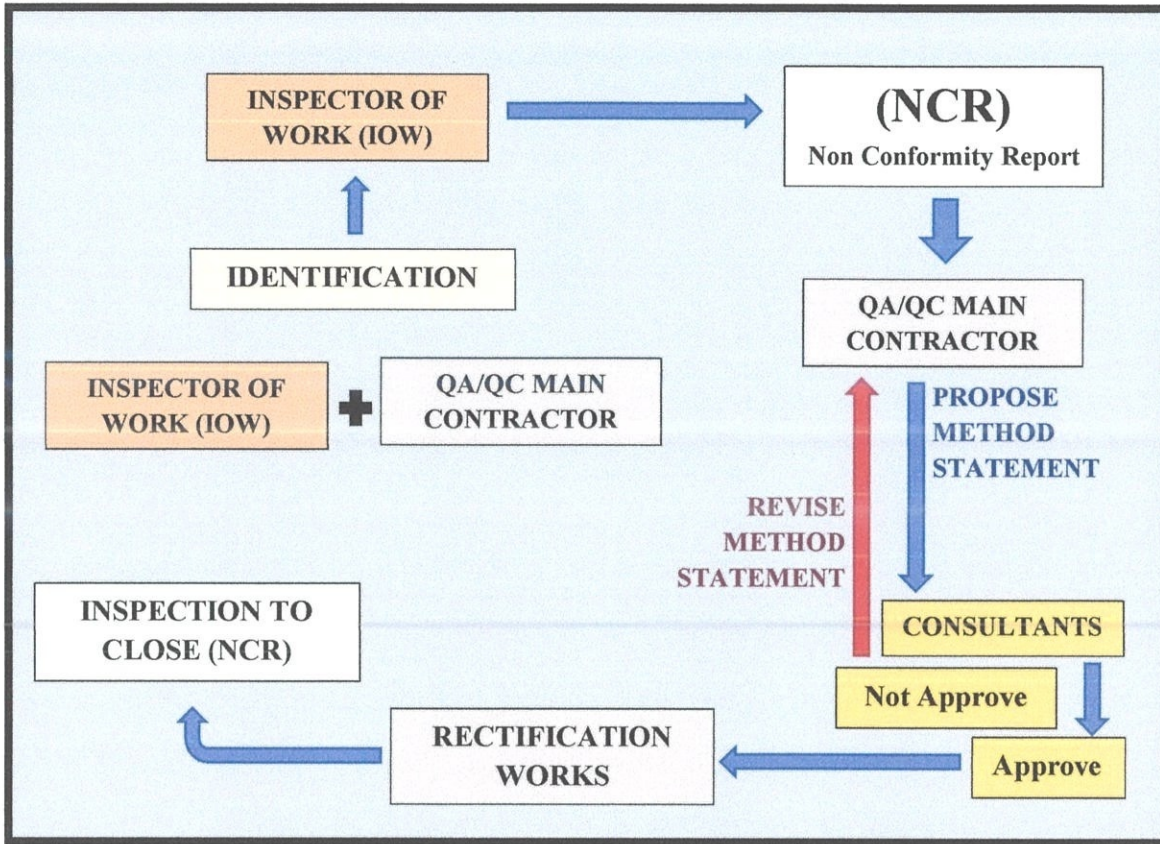 INSPECTOR OF
WORK (IOW)
(NCR)
Non Conformity Report
IDENTIFICATION
QA/QC MAIN
CONTRACTOR
INSPECTOR OF
WORK (IOW)
QA/QC MAIN
CONTRACTOR
PROPOSE
METHOD
STATEMENT
REVISE
METHOD
STATEMENT
INSPECTION TO
CLOSE (NCR)
CONSULTANTS
Not Approve
RECTIFICATION
WORKS
Approve